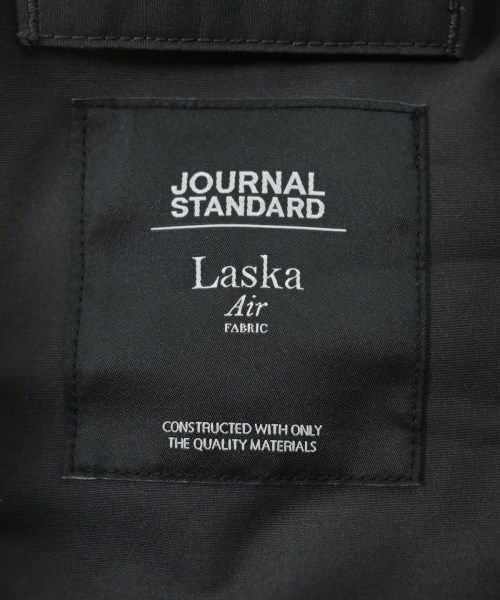 JOURNAL
STANDARD
Laska
Air
FABRIC
CONSTRUCTED WITH ONLY
THE QUALITY MATERIALS